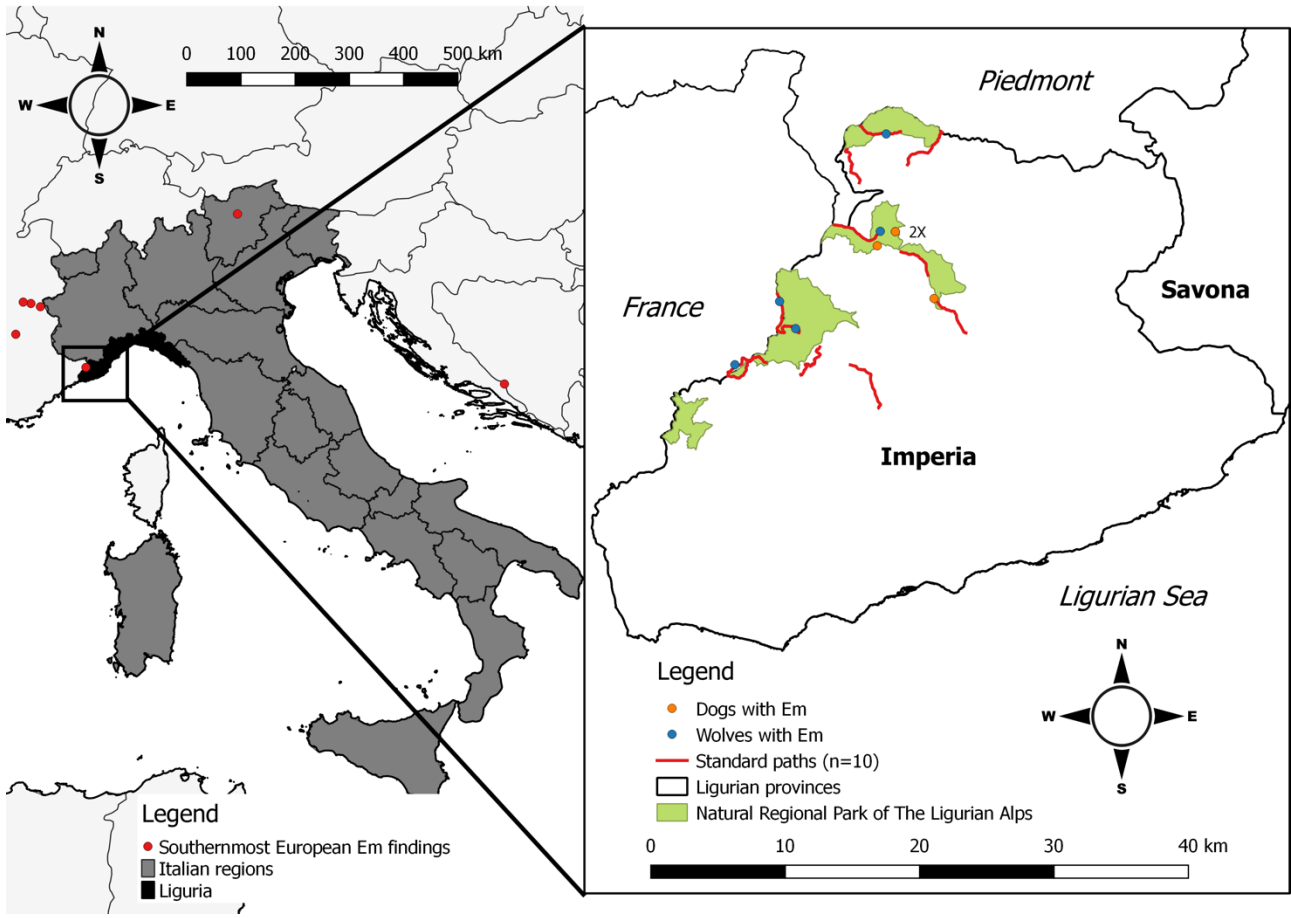 0 100 200 300 400 500 km
N
W E
S
Legend
Southernmost European Em findings
Italian regions
Liguria
Piedmont
2X
France
Savona
Imperia
Ligurian Sea
N
W E
S
Legend
Dogs with Em
Wolves with Em
Standard paths (n=10)
Ligurian provinces
Natural Regional Park of The Ligurian Alps
0 10 20 30 40 km